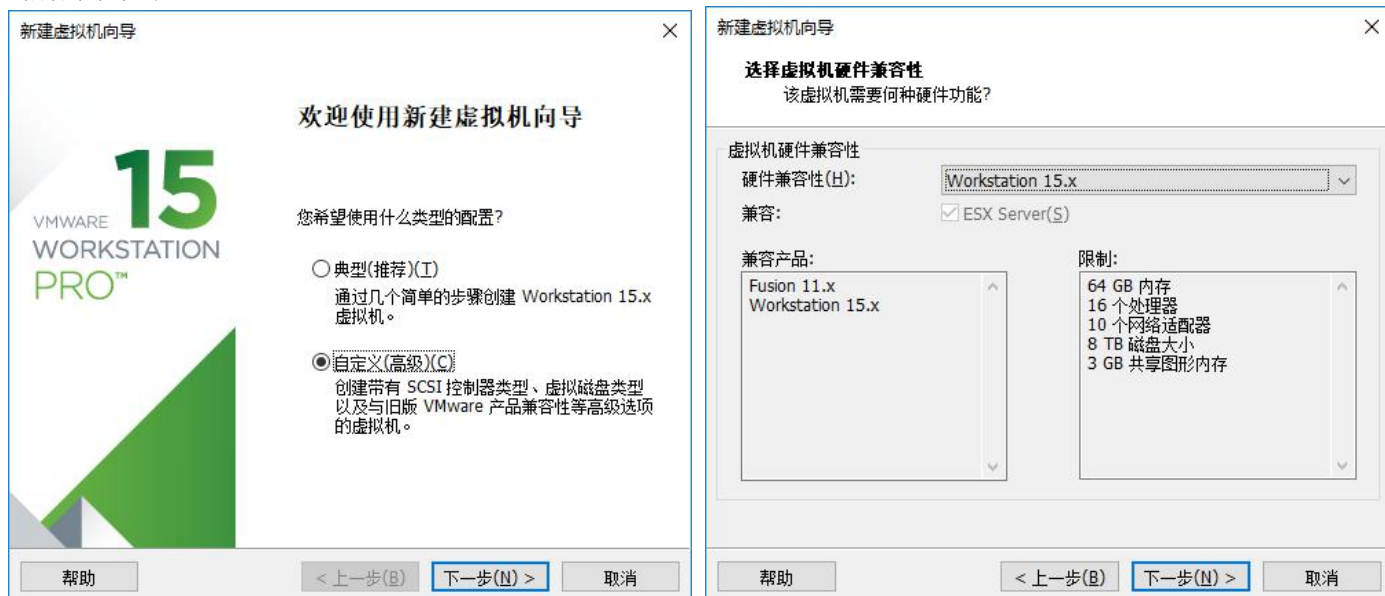 新建虚拟机向导
欢迎使用新建虚拟机向导
15
VMWARE
WORKSTATION
PRO™
您希望使用什么类型的配置?
典型(推荐)(T)
通过几个简单的步骤创建 Workstation 15.x
虚拟机。
自定义(高级)(C)
创建带有 SCSI 控制器类型、虚拟磁盘类型
以及与旧版 VMware 产品兼容性等高级选项
的虚拟机。
帮助
< 上一步(B)
下一步(N) >
取消
新建虚拟机向导
选择虚拟机硬件兼容性
该虚拟机需要何种硬件功能?
虚拟机硬件兼容性
硬件兼容性(H):
Workstation 15.x
兼容:
ESX Server(S)
兼容产品:
Fusion 11.x
Workstation 15.x
限制:
64 GB 内存
16 个处理器
10 个网络适配器
8 TB 磁盘大小
3 GB 共享图形内存
帮助
< 上一步(B)
下一步(N) >
取消